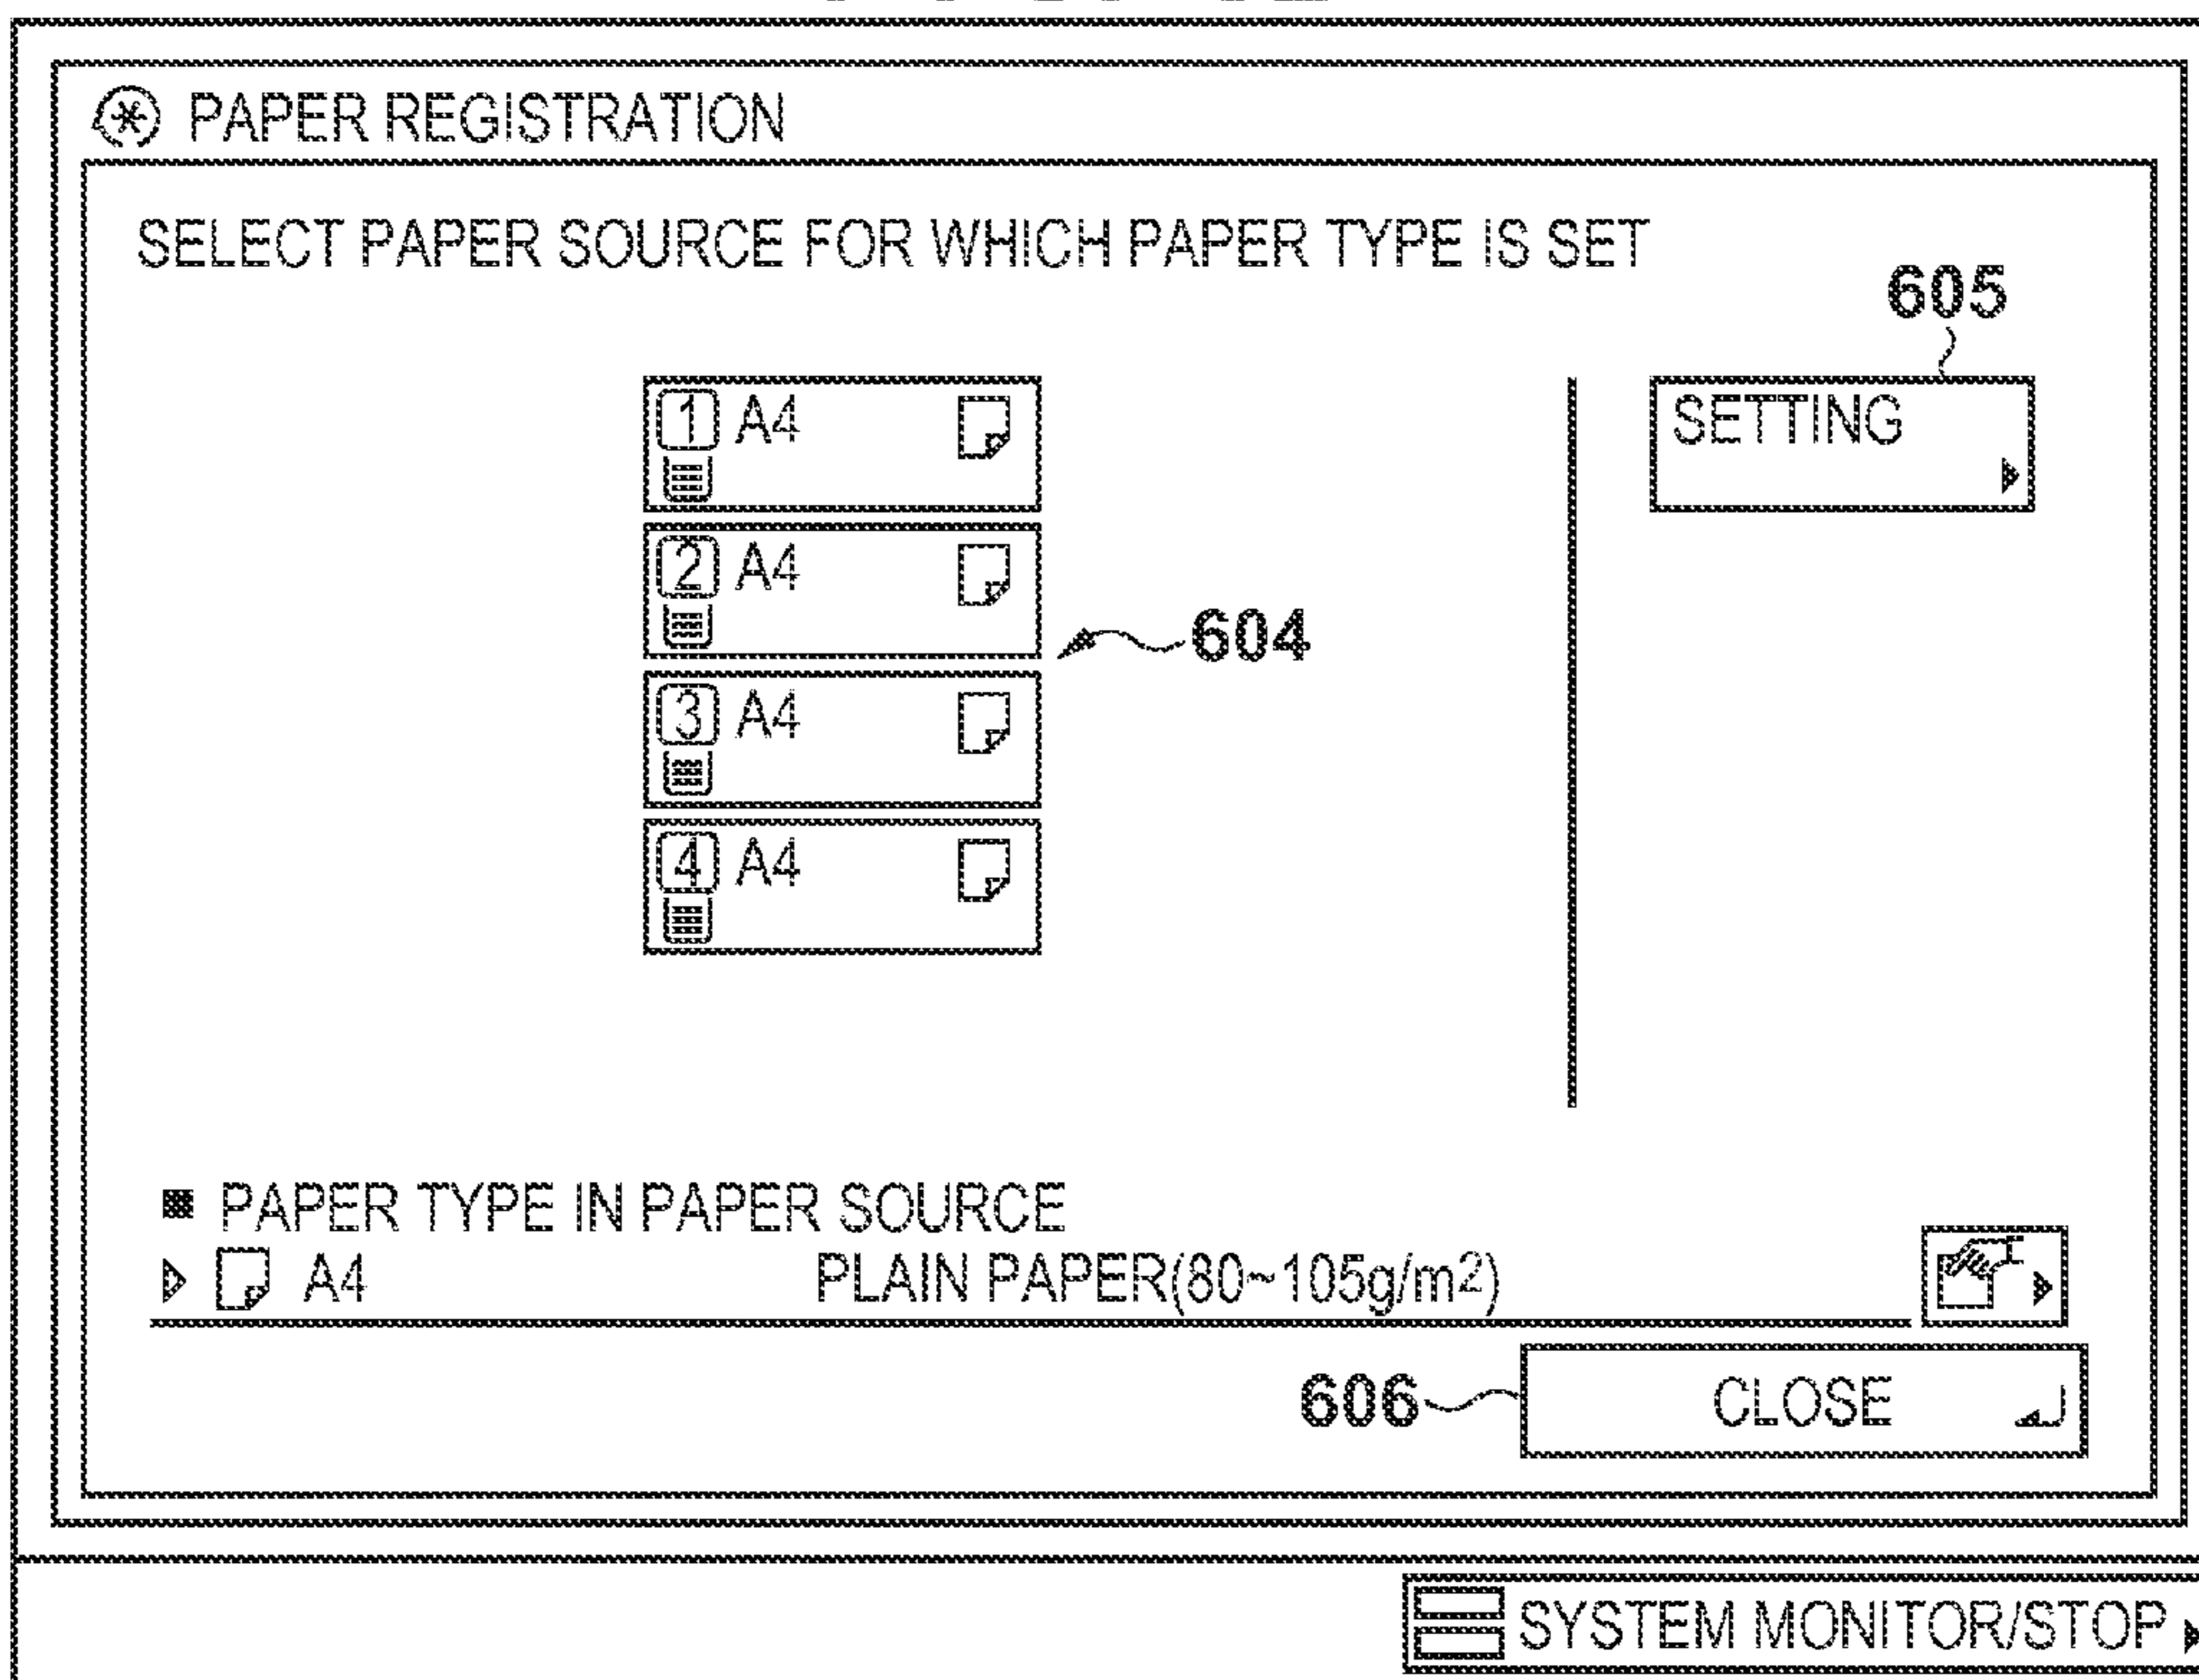 PAPER REGISTRATION
SELECT PAPER SOURCE FOR WHICH PAPER TYPE IS SET
605
1 A4
SETTING
2 A4
604
3 A4
4 A4
PAPER TYPE IN PAPER SOURCE
A4 PLAIN PAPER(80~105g/m2)
606 CLOSE
SYSTEM MONITOR/STOP